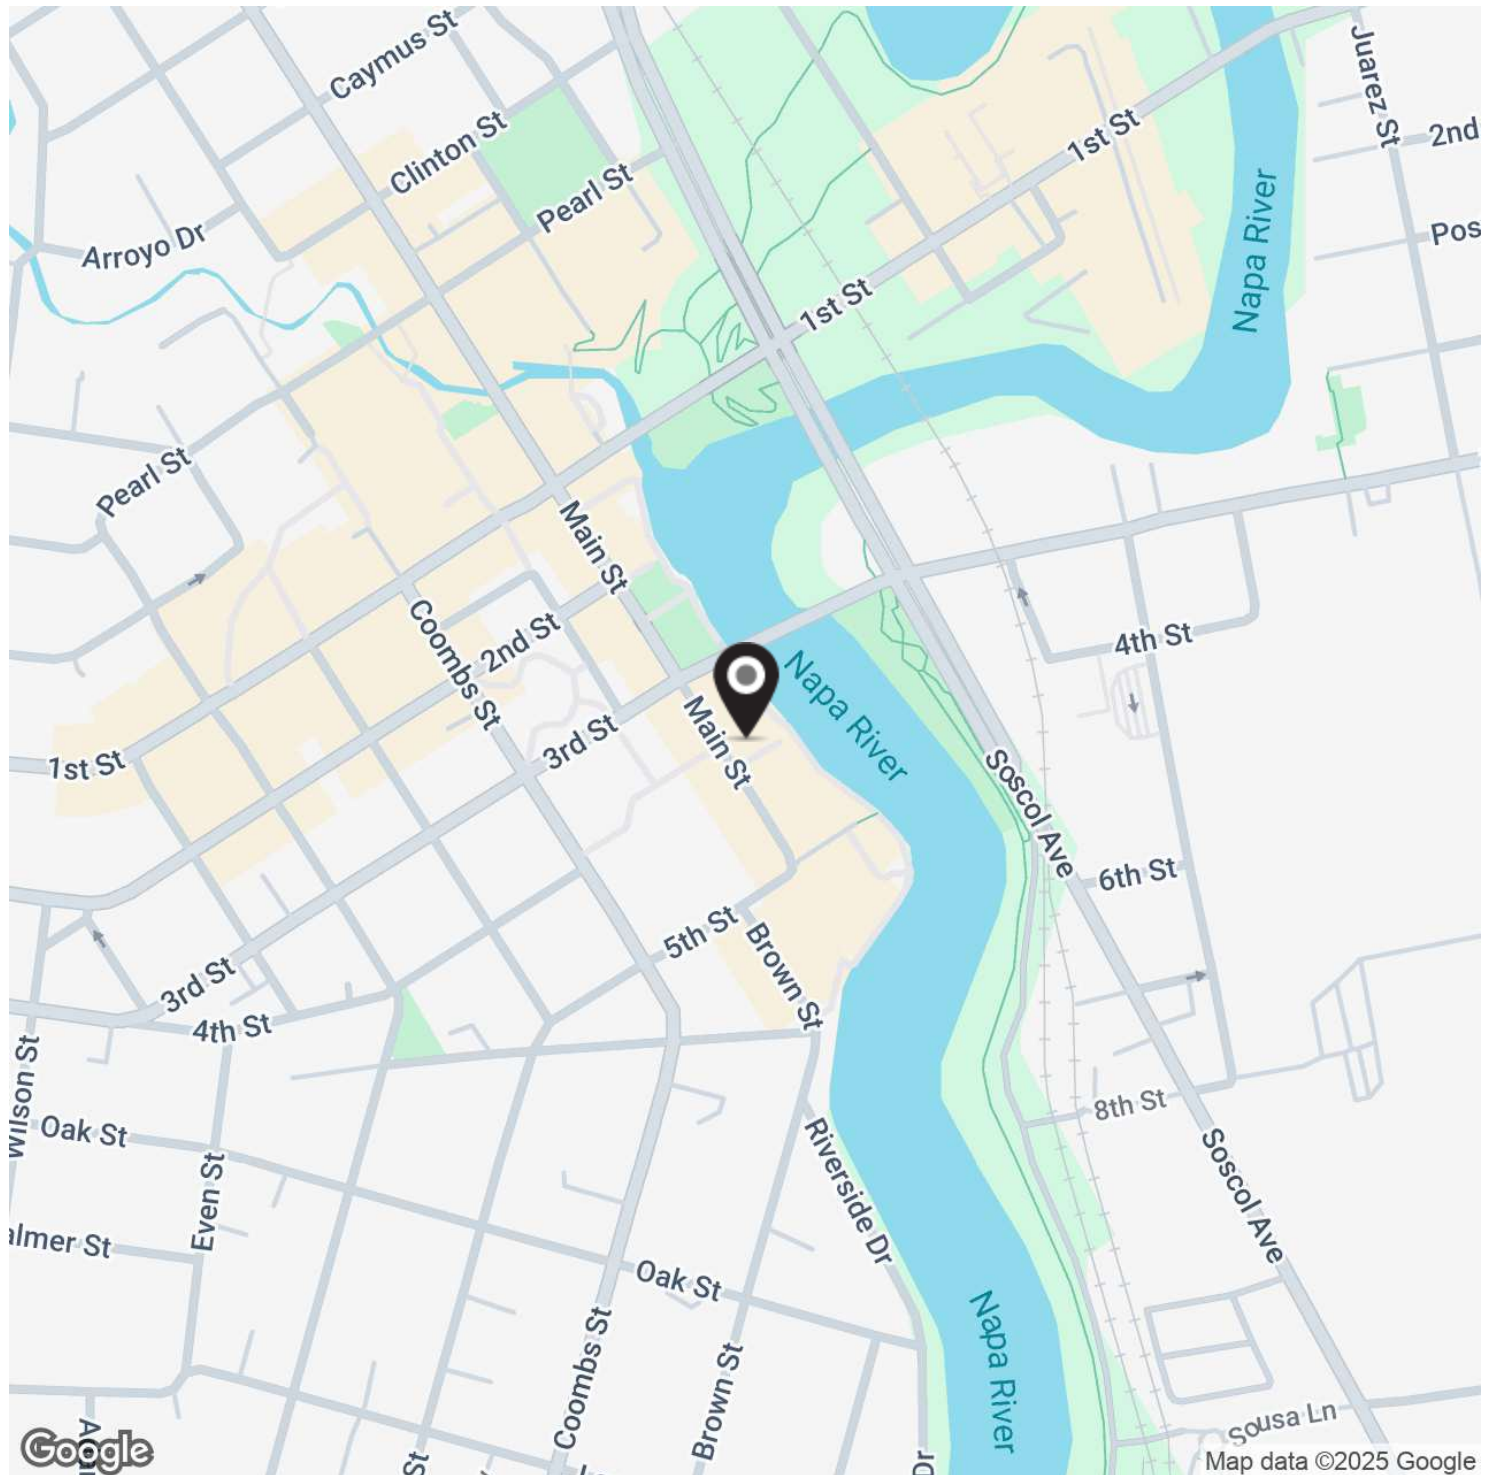 Caymus St
Juarez St
Clinton St
1st St
2nd
Pearl St
Napa River
Arroyo Dr
Pos
1st St
Pearl St
Main St
Coombs St
2nd St
4th St
Napa River
Main St
3rd St
1st St
Soscol Ave
6th St
5th St
Brown St
3rd St
4th St
Wilson St
8th St
Oak St
Riverside Dr
Soscol Ave
Even St
almer St
Oak St
Napa River
Coombs St
Brown St
Sousa Ln
St
Dr
Google
Map data ©2025 Google